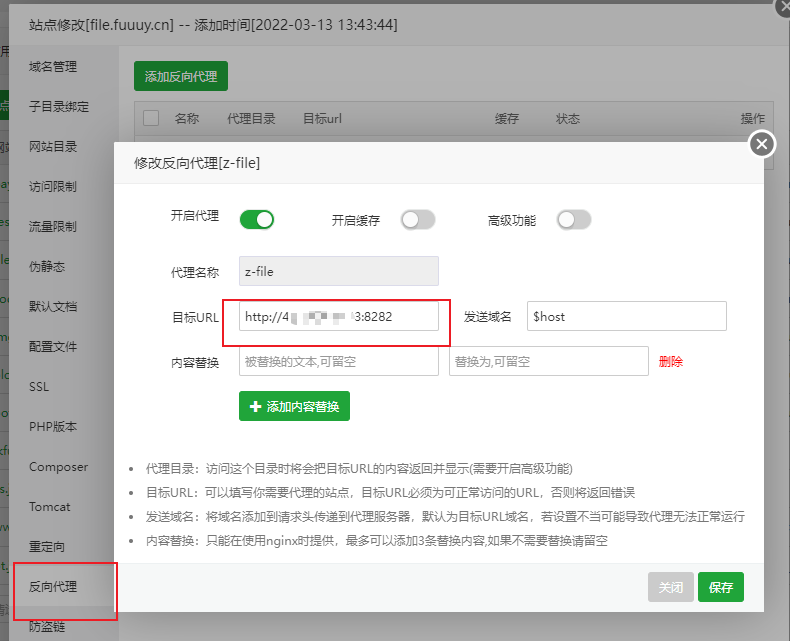 站点修改[file.fuuuy.cn] -- 添加时间[2022-03-13 13:43:44]
域名管理
子目录绑定
网站目录
访问限制
流量限制
伪静态
默认文档
配置文件
SSL
PHP版本
Composer
Tomcat
重定向
反向代理
防盗链
添加反向代理
名称 代理目录 目标url 缓存 状态 操作
修改反向代理[z-file]
开启代理 开启缓存 高级功能
代理名称 z-file
目标URL http://4 3:8282 发送域名 $host
内容替换 被替换的文本,可留空 替换为,可留空 删除
添加内容替换
代理目录：访问这个目录时将会把目标URL的内容返回并显示(需要开启高级功能)
目标URL：可以填写你需要代理的站点，目标URL必须为可正常访问的URL，否则将返回错误
发送域名：将域名添加到请求头传递到代理服务器，默认为目标URL域名，若设置不当可能导致代理无法正常运行
内容替换：只能在使用nginx时提供，最多可以添加3条替换内容,如果不需要替换请留空
关闭 保存